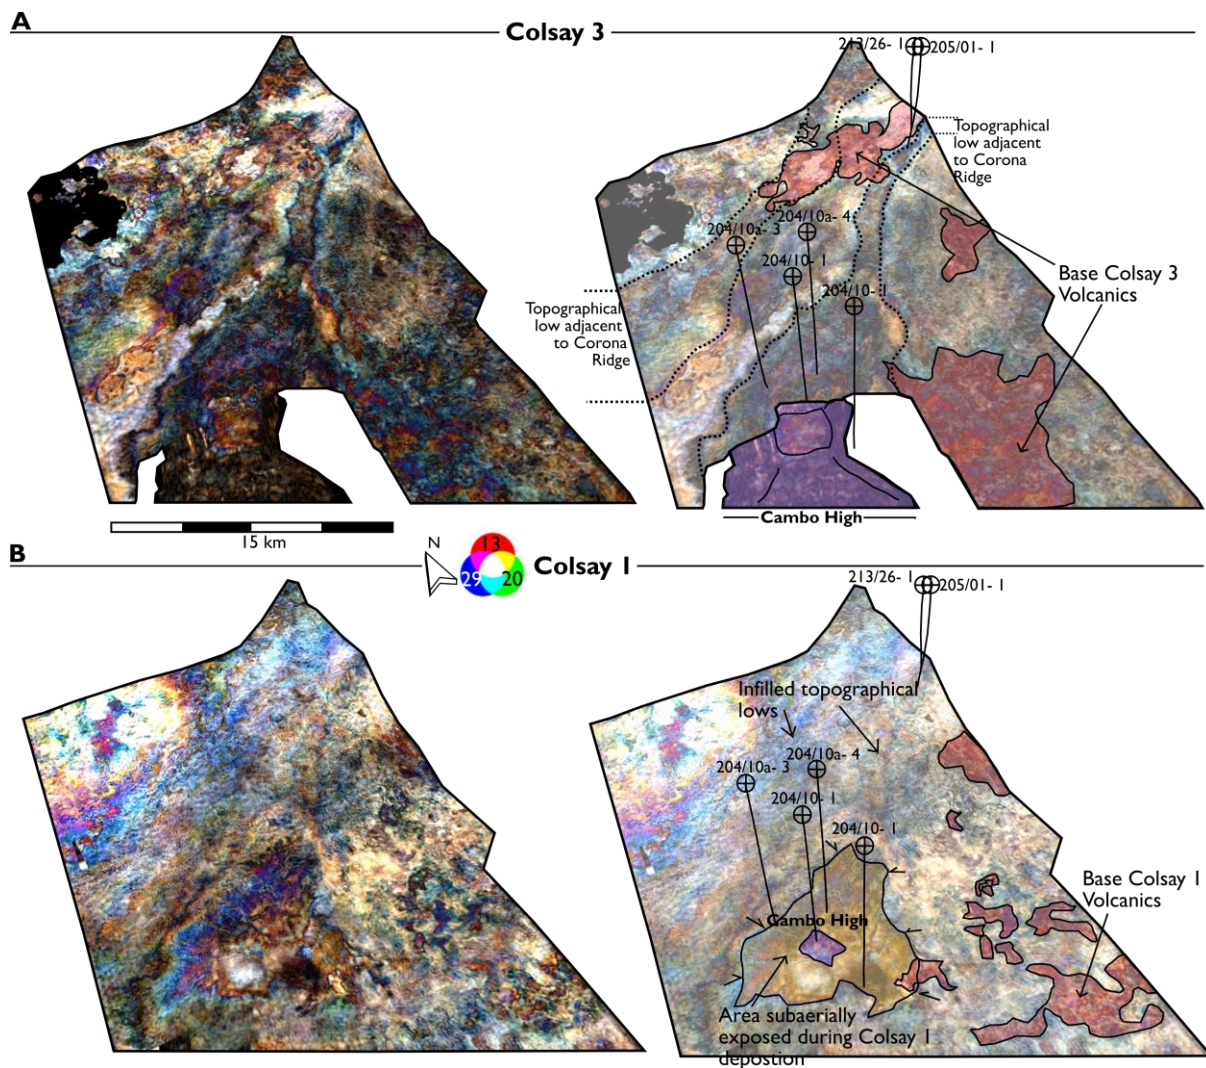 A
Colsay 3
213/26- 1
205/01- 1
Topographical
low adjacent
to Corona
Ridge
204/10a- 4
204/10a- 3
204/10- 1
204/10- 1
Base Colsay 3
Volcanics
Topographical
low adjacent
to Corona
Ridge
Cambo High
15 km
B
N
13
29
20
Colsay 1
213/26- 1
205/01- 1
Infilled topographical
lows
204/10a- 4
204/10a- 3
204/10- 1
204/10- 1
Base Colsay 1
Volcanics
Cambo High
Area subaerially
exposed during Colsay 1
depostion